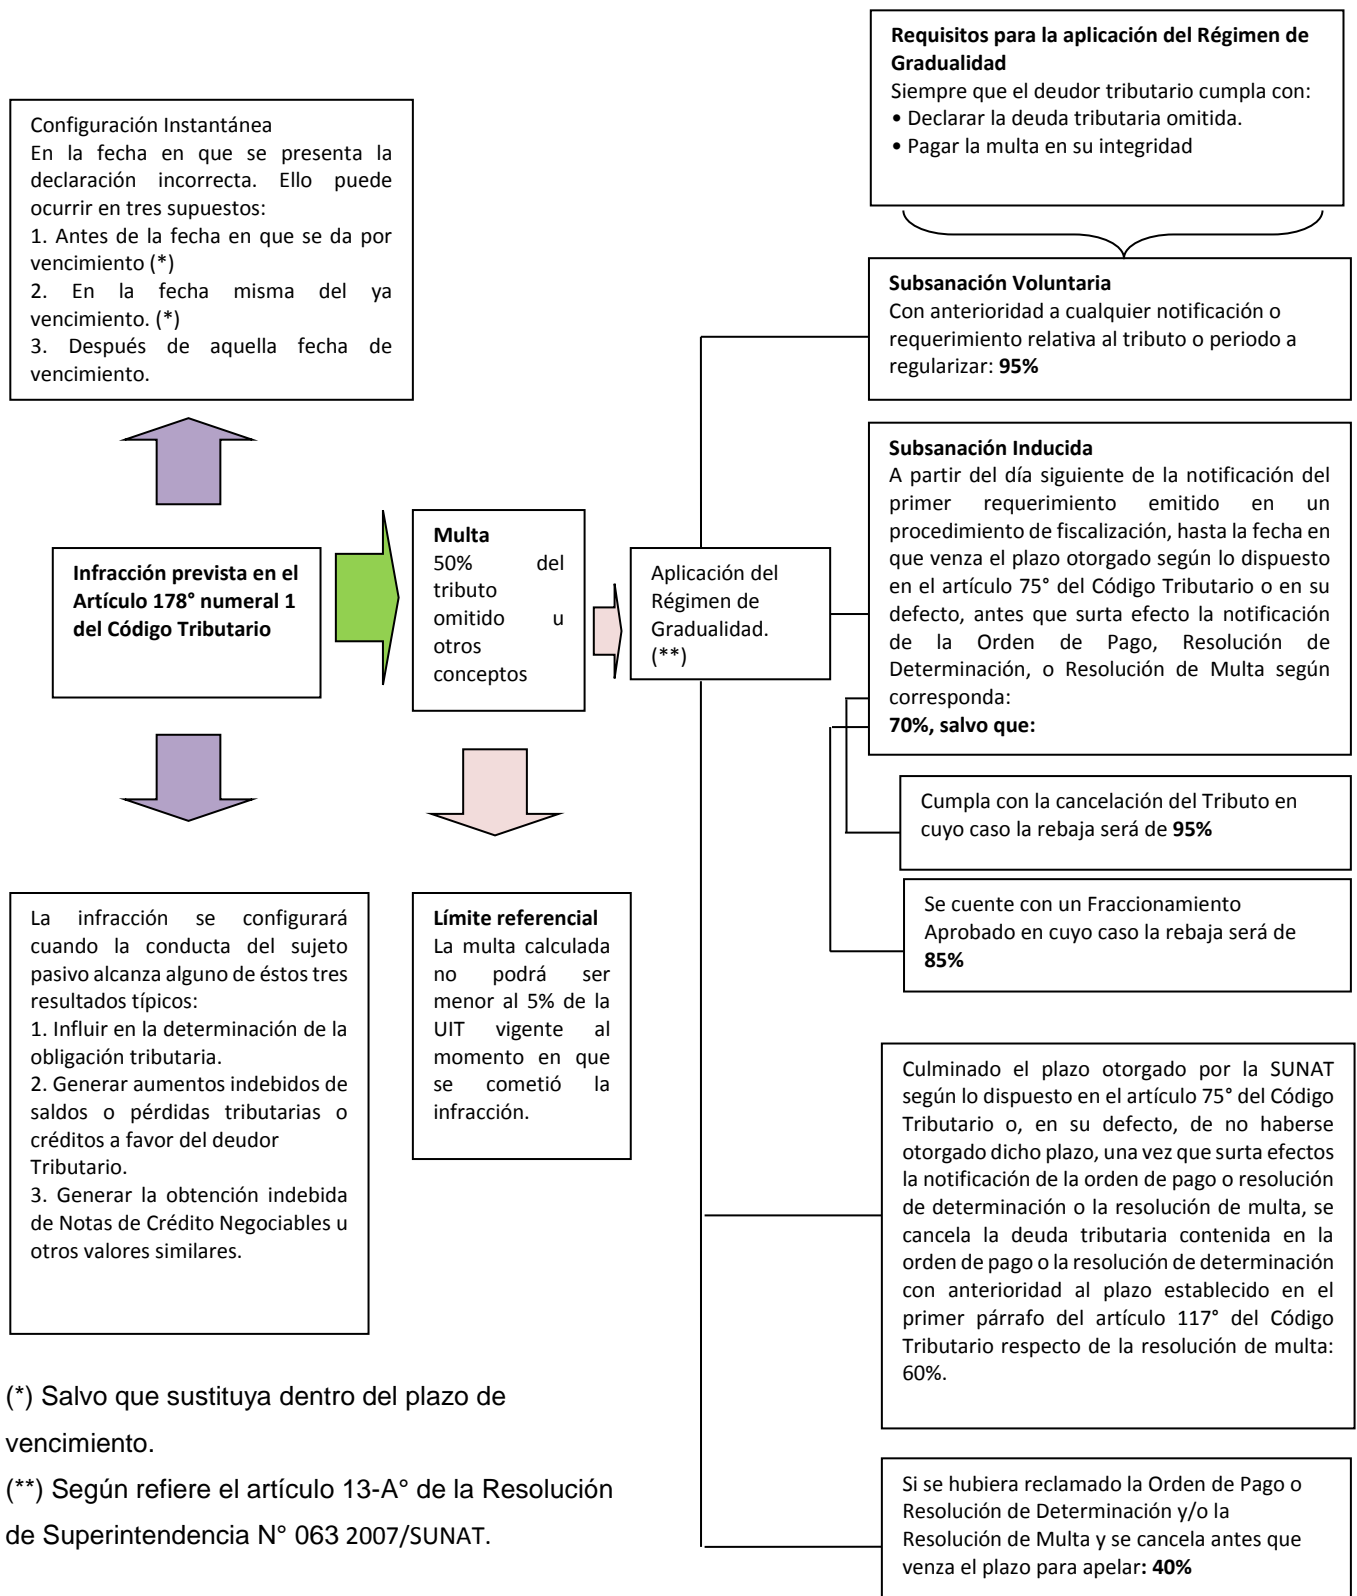 Requisitos para la aplicación del Régimen de
Gradualidad
Siempre que el deudor tributario cumpla con:
• Declarar la deuda tributaria omitida.
• Pagar la multa en su integridad
Configuración Instantánea
En la fecha en que se presenta la
declaración incorrecta. Ello puede
ocurrir en tres supuestos:
1. Antes de la fecha en que se da por
vencimiento (*)
2. En la fecha misma del ya
vencimiento. (*)
3. Después de aquella fecha de
vencimiento.
Subsanación Voluntaria
Con anterioridad a cualquier notificación o
requerimiento relativa al tributo o periodo a
regularizar: 95%
Subsanación Inducida
A partir del día siguiente de la notificación del
primer requerimiento emitido en un
procedimiento de fiscalización, hasta la fecha en
que venza el plazo otorgado según lo dispuesto
en el artículo 75° del Código Tributario o en su
defecto, antes que surta efecto la notificación
de la Orden de Pago, Resolución de
Determinación, o Resolución de Multa según
corresponda:
70%, salvo que:
Infracción prevista en el
Artículo 178° numeral 1
del Código Tributario
Multa
50% del
tributo
omitido u
otros
conceptos
Aplicación del
Régimen de
Gradualidad.
(**)
Cumpla con la cancelación del Tributo en
cuyo caso la rebaja será de 95%
Se cuente con un Fraccionamiento
Aprobado en cuyo caso la rebaja será de
85%
La infracción se configurará
cuando la conducta del sujeto
pasivo alcanza alguno de éstos tres
resultados típicos:
1. Influir en la determinación de la
obligación tributaria.
2. Generar aumentos indebidos de
saldos o pérdidas tributarias o
créditos a favor del deudor
Tributario.
3. Generar la obtención indebida
de Notas de Crédito Negociables u
otros valores similares.
Límite referencial
La multa calculada
no podrá ser
menor al 5% de la
UIT vigente al
momento en que
se cometió la
infracción.
Culminado el plazo otorgado por la SUNAT
según lo dispuesto en el artículo 75° del Código
Tributario o, en su defecto, de no haberse
otorgado dicho plazo, una vez que surta efectos
la notificación de la orden de pago o resolución
de determinación o la resolución de multa, se
cancela la deuda tributaria contenida en la
orden de pago o la resolución de determinación
con anterioridad al plazo establecido en el
primer párrafo del artículo 117° del Código
Tributario respecto de la resolución de multa:
60%.
Si se hubiera reclamado la Orden de Pago o
Resolución de Determinación y/o la
Resolución de Multa y se cancela antes que
venza el plazo para apelar: 40%
(*) Salvo que sustituya dentro del plazo de
vencimiento.
(**) Según refiere el artículo 13-A° de la Resolución
de Superintendencia N° 063 2007/SUNAT.